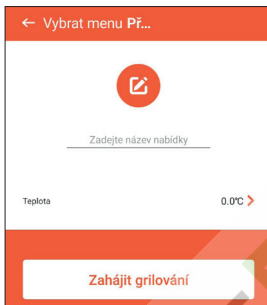 ← Vybrat menu Př...
Zadejte název nabídky
Teplota 0.0°C >
Zahájit grilování